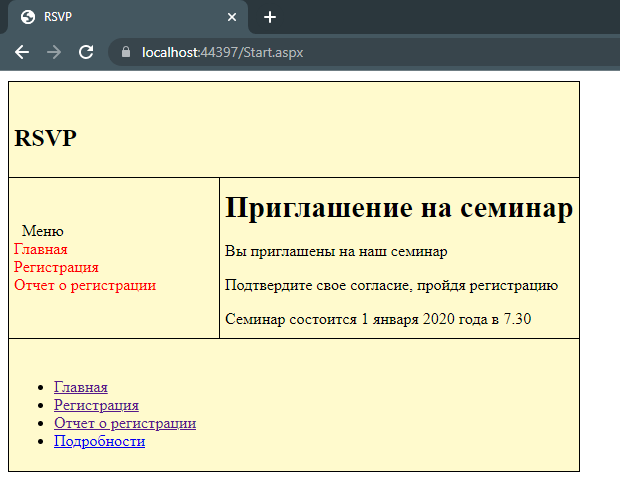 RSVP
localhost:44397/Start.aspx
RSVP
Меню
Главная
Регистрация
Отчет о регистрации
Приглашение на семинар
Вы приглашены на наш семинар
Подтвердите свое согласие, пройдя регистрацию
Семинар состоится 1 января 2020 года в 7.30
Главная
Регистрация
Отчет о регистрации
Подробности